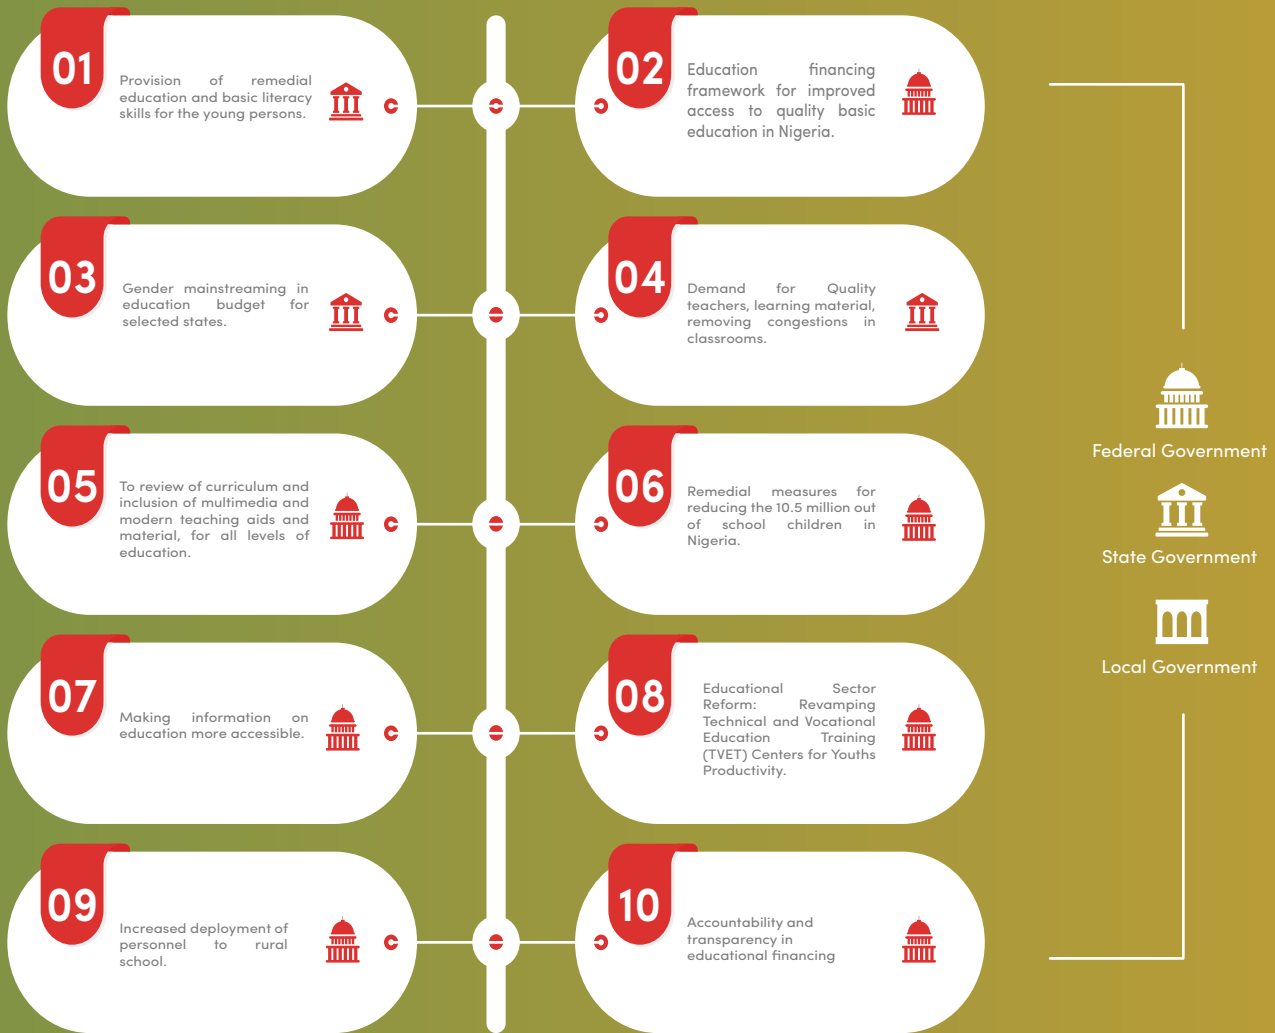 01
Provision of remedial
education and basic literacy
skills for the young persons.
02
Education financing
framework for improved
access to quality basic
education in Nigeria.
03
Gender mainstreaming in
education budget for
selected states.
04
Demand for Quality
teachers, learning material,
removing congestions in
classrooms.
05
To review of curriculum and
inclusion of multimedia and
modern teaching aids and
material, for all levels of
education.
06
Remedial measures for
reducing the 10.5 million out
of school children in
Nigeria.
07
Making information on
education more accessible.
08
Educational Sector
Reform: Revamping
Technical and Vocational
Education Training
(TVET) Centers for Youths
Productivity.
09
Increased deployment of
personnel to rural
school.
10
Accountability and
transparency in
educational financing
Federal Government
State Government
Local Government